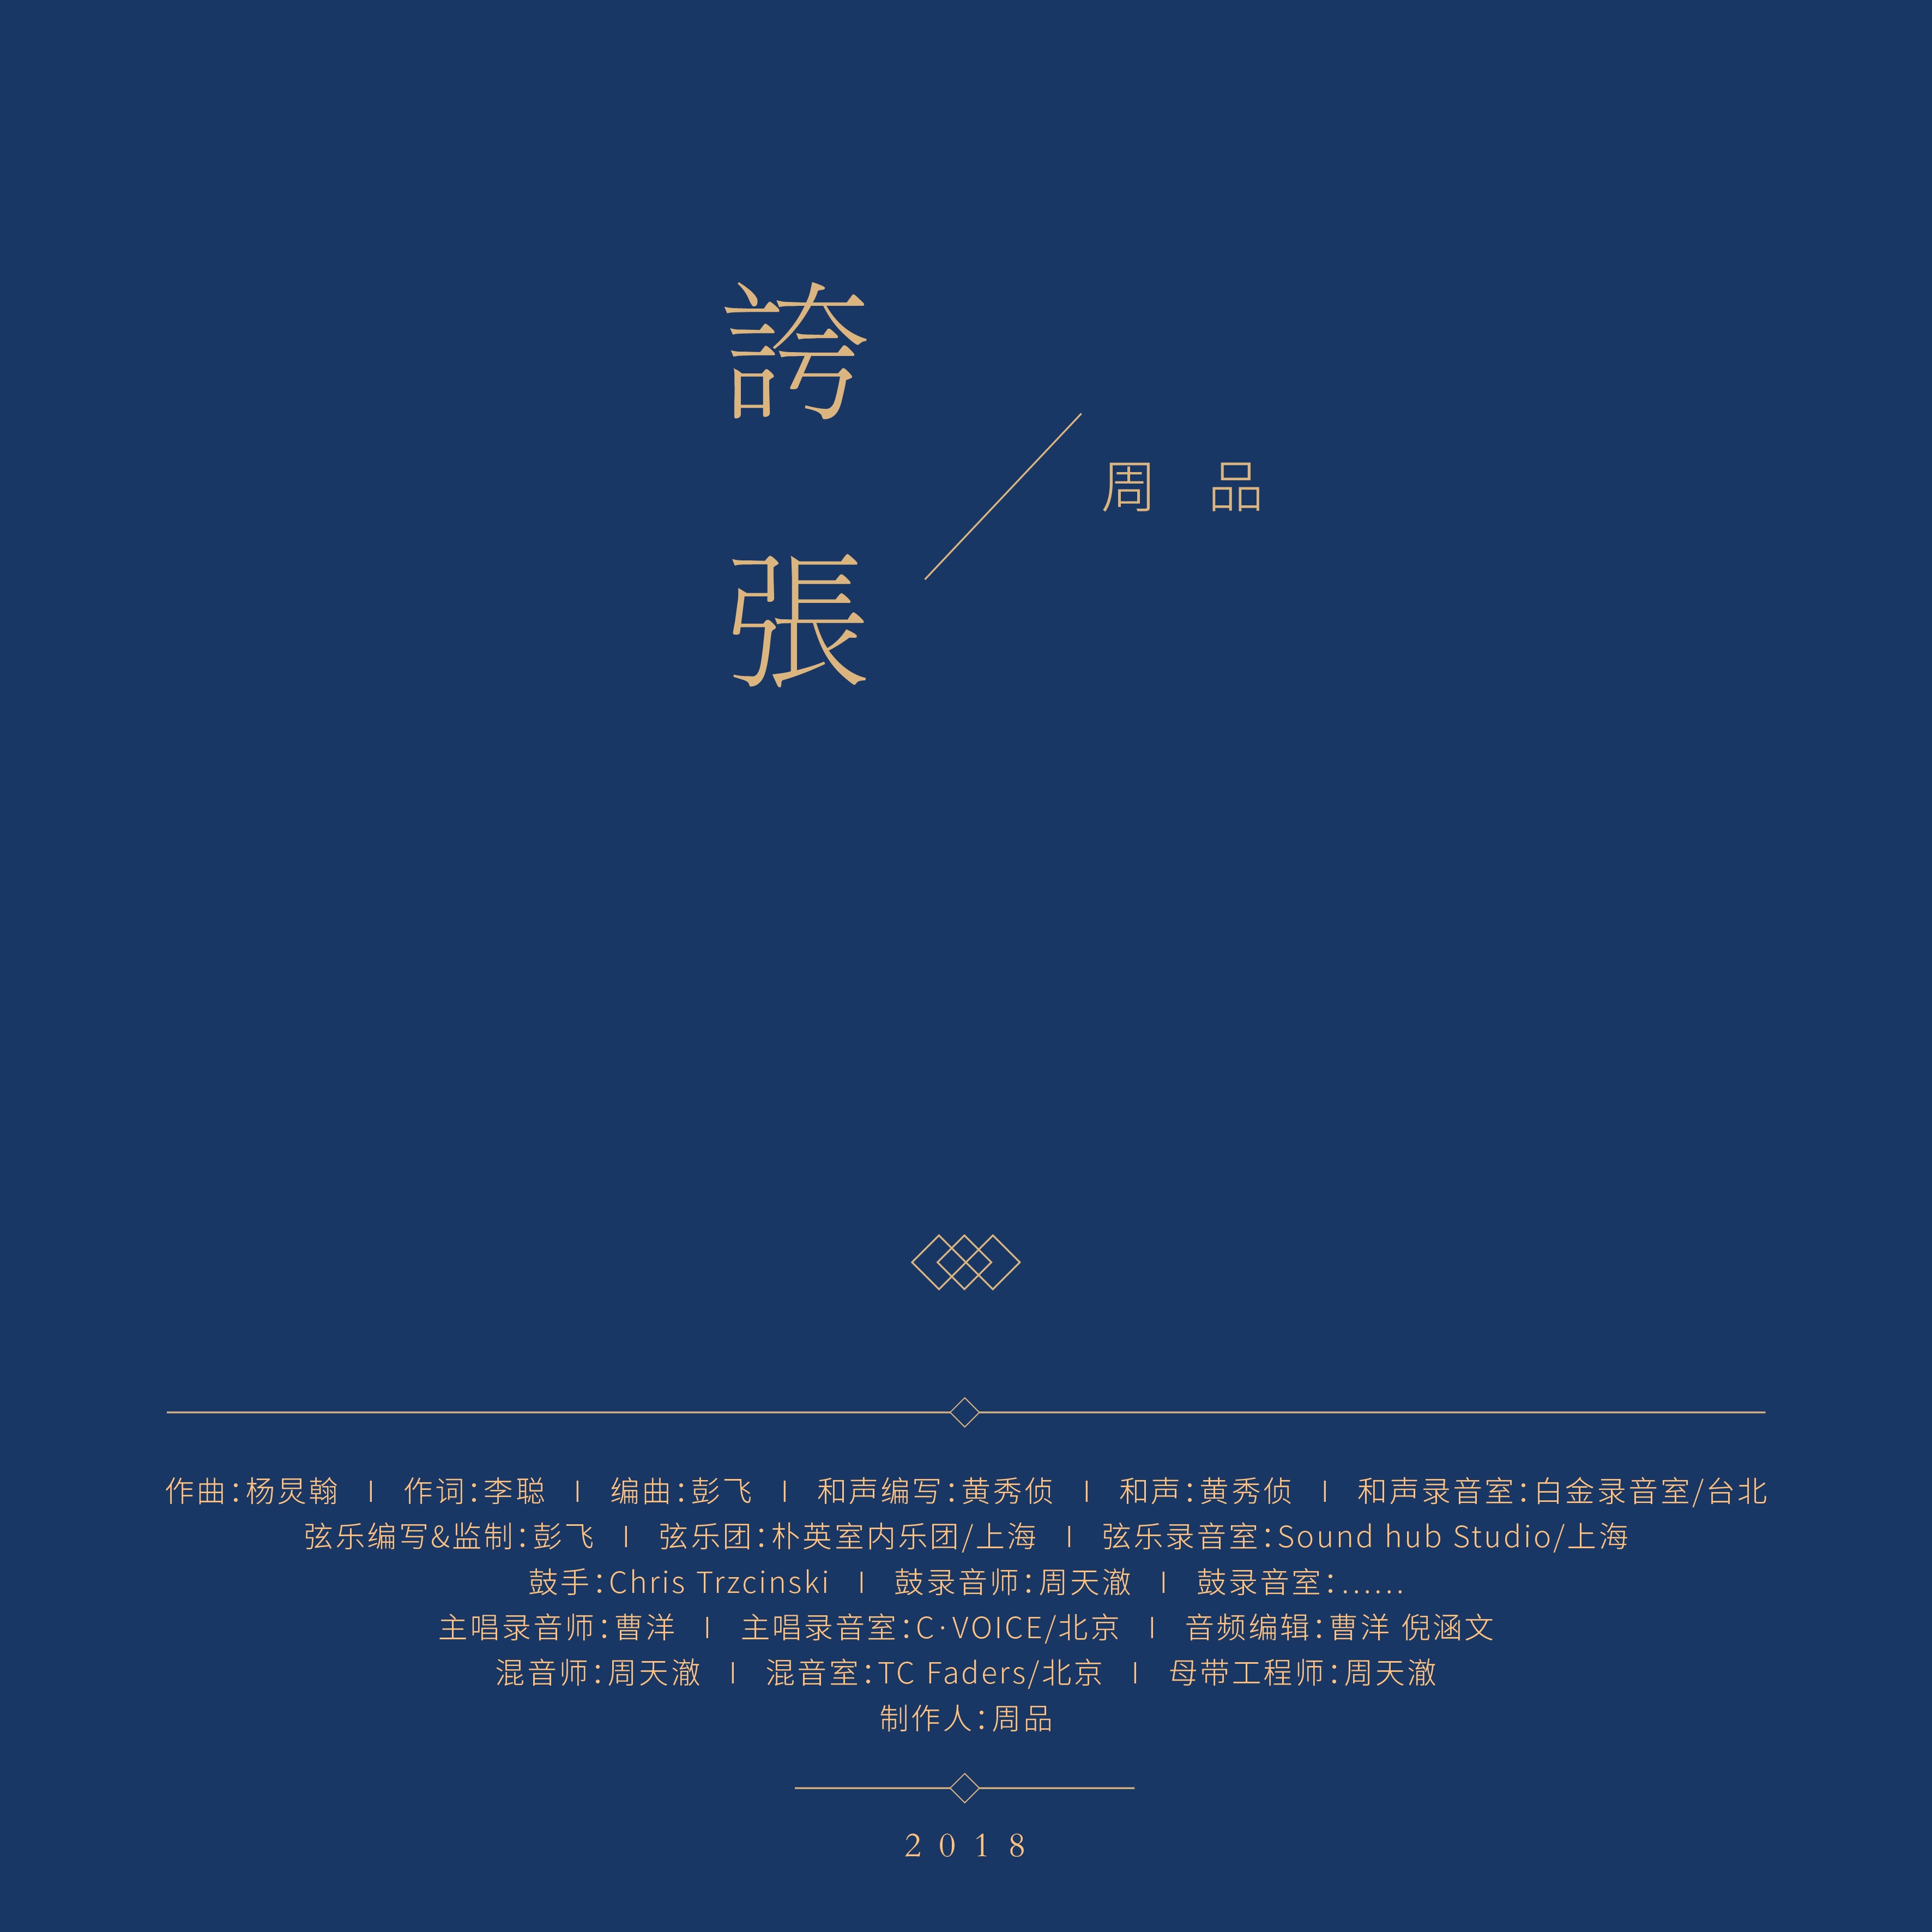 誇
張
周 品
作曲：杨炅翰 | 作词：李聪 | 编曲：彭飞 | 和声编写：黄秀侦 | 和声：黄秀侦 | 和声录音室：白金录音室/台北
弦乐编写&监制：彭飞 | 弦乐团：朴英室内乐团/上海 | 弦乐录音室：Sound hub Studio/上海
鼓手：Chris Trzcinski | 鼓录音师：周天澈 | 鼓录音室：……
主唱录音师：曹洋 | 主唱录音室：C·VOICE/北京 | 音频编辑：曹洋 倪涵文
混音师：周天澈 | 混音室：TC Faders/北京 | 母带工程师：周天澈
制作人：周品
2018